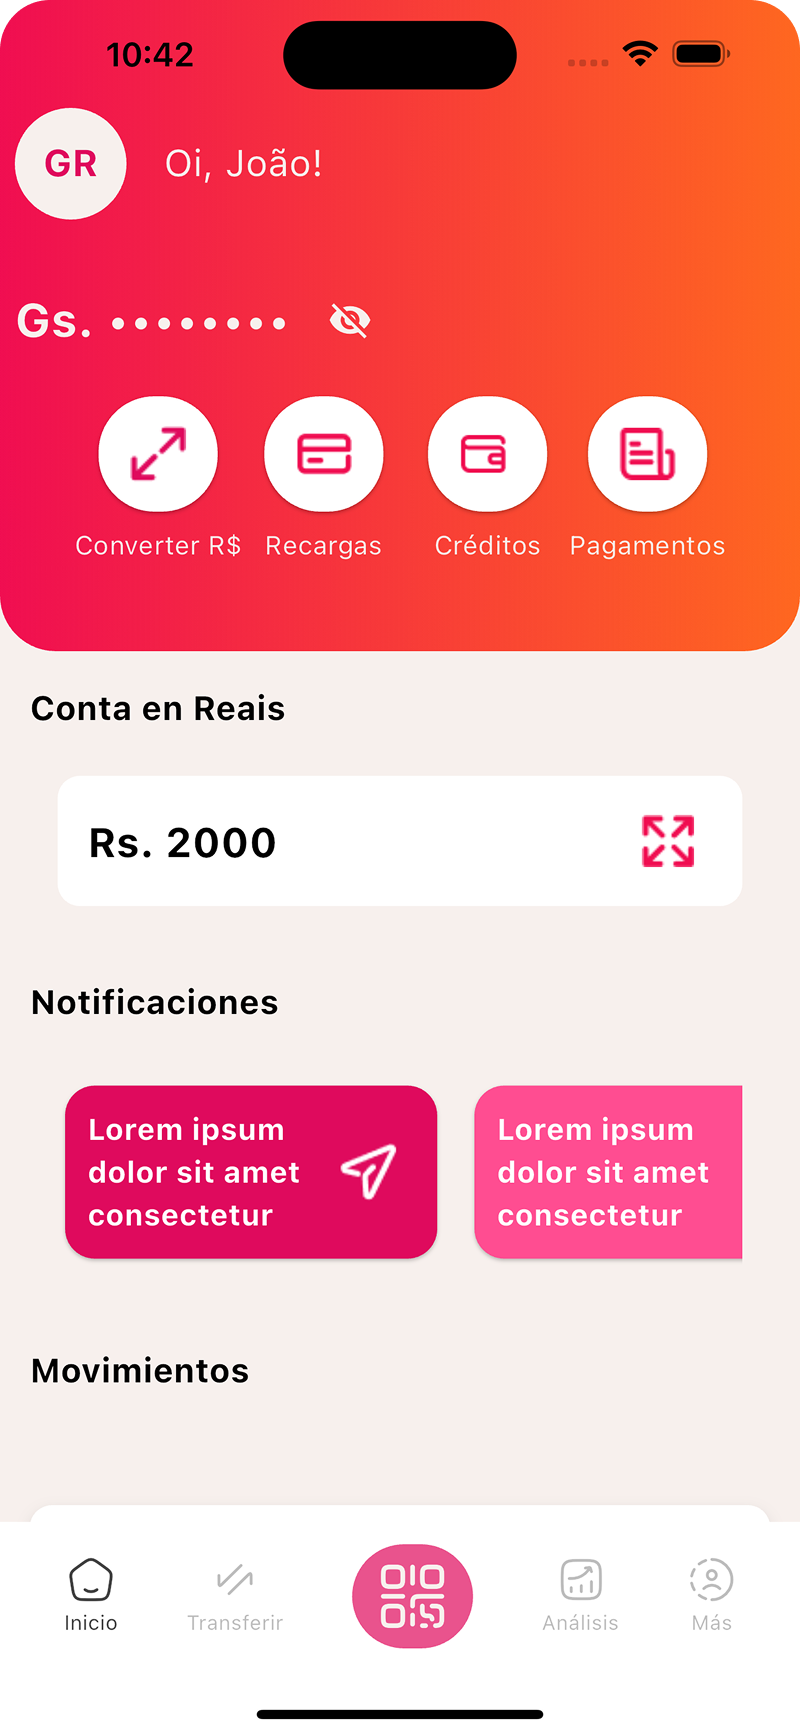 10:42
GR
Oi, João!
Gs. ••••••••
Converter R$ Recargas Créditos Pagamentos
Conta en Reais
Rs. 2000
Notificaciones
Lorem ipsum
dolor sit amet
consectetur
Lorem ipsum
dolor sit amet
consectetur
Movimientos
Inicio Transferir Análisis Más